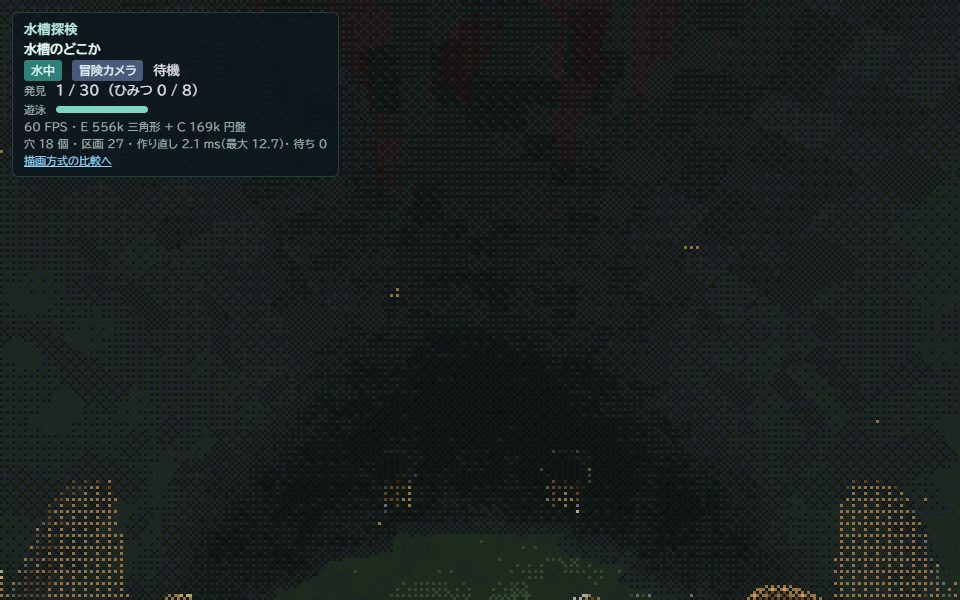 水槽探検
水槽のどこか
水中 冒険カメラ 待機
発見 1 / 30（ひみつ 0 / 8）
遊泳
60 FPS・E 556k 三角形 + C 169k 円盤
穴 18 個・区画 27・作り直し 2.1 ms(最大 12.7)・待ち 0
描画方式の比較へ